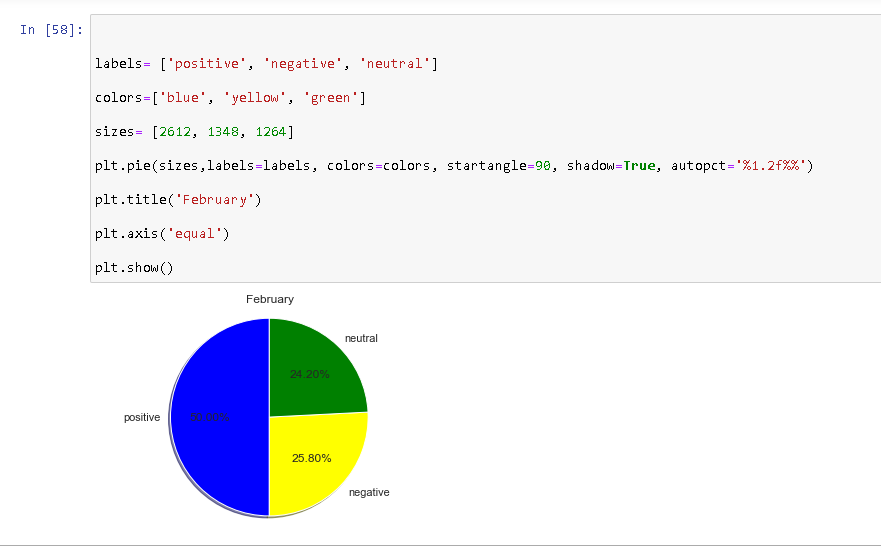 In [58]:
labels= ['positive', 'negative', 'neutral']
colors=['blue', 'yellow', 'green']
sizes= [2612, 1348, 1264]
plt.pie(sizes,labels=labels, colors=colors, startangle=90, shadow=True, autopct='%1.2f%%')
plt.title('February')
plt.axis('equal')
plt.show()
February
neutral
24.20%
positive
25.80%
negative